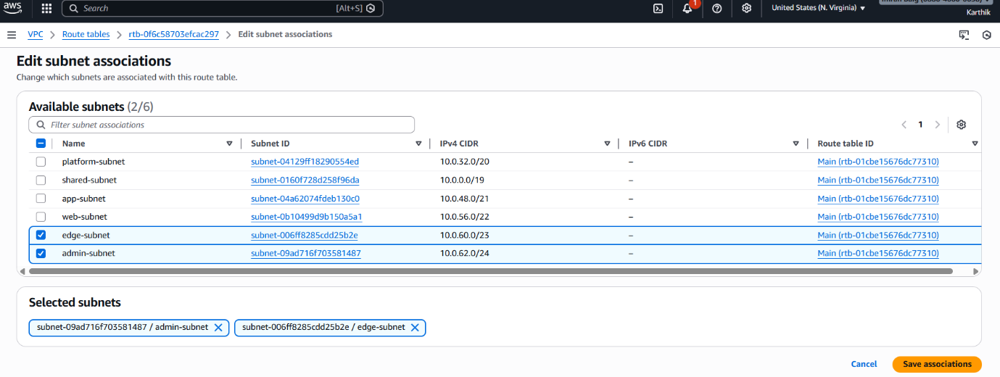 aws Search [Alt+S] 1 United States (N. Virginia)
Karthik
VPC Route tables rtb-0f6c58703efcac297 Edit subnet associations
Edit subnet associations
Change which subnets are associated with this route table.
Available subnets (2/6)
Filter subnet associations 1
Name Subnet ID IPv4 CIDR IPv6 CIDR Route table ID
platform-subnet subnet-04129ff18290554ed 10.0.32.0/20 – Main (rtb-01cbe15676dc77310)
shared-subnet subnet-0160f728d258f96da 10.0.0.0/19 – Main (rtb-01cbe15676dc77310)
app-subnet subnet-04a62074fdeb130c0 10.0.48.0/21 – Main (rtb-01cbe15676dc77310)
web-subnet subnet-0b10499d9b150a5a1 10.0.56.0/22 – Main (rtb-01cbe15676dc77310)
edge-subnet subnet-006ff8285cdd25b2e 10.0.60.0/23 – Main (rtb-01cbe15676dc77310)
admin-subnet subnet-09ad716f703581487 10.0.62.0/24 – Main (rtb-01cbe15676dc77310)
Selected subnets
subnet-09ad716f703581487 / admin-subnet subnet-006ff8285cdd25b2e / edge-subnet
Cancel Save associations